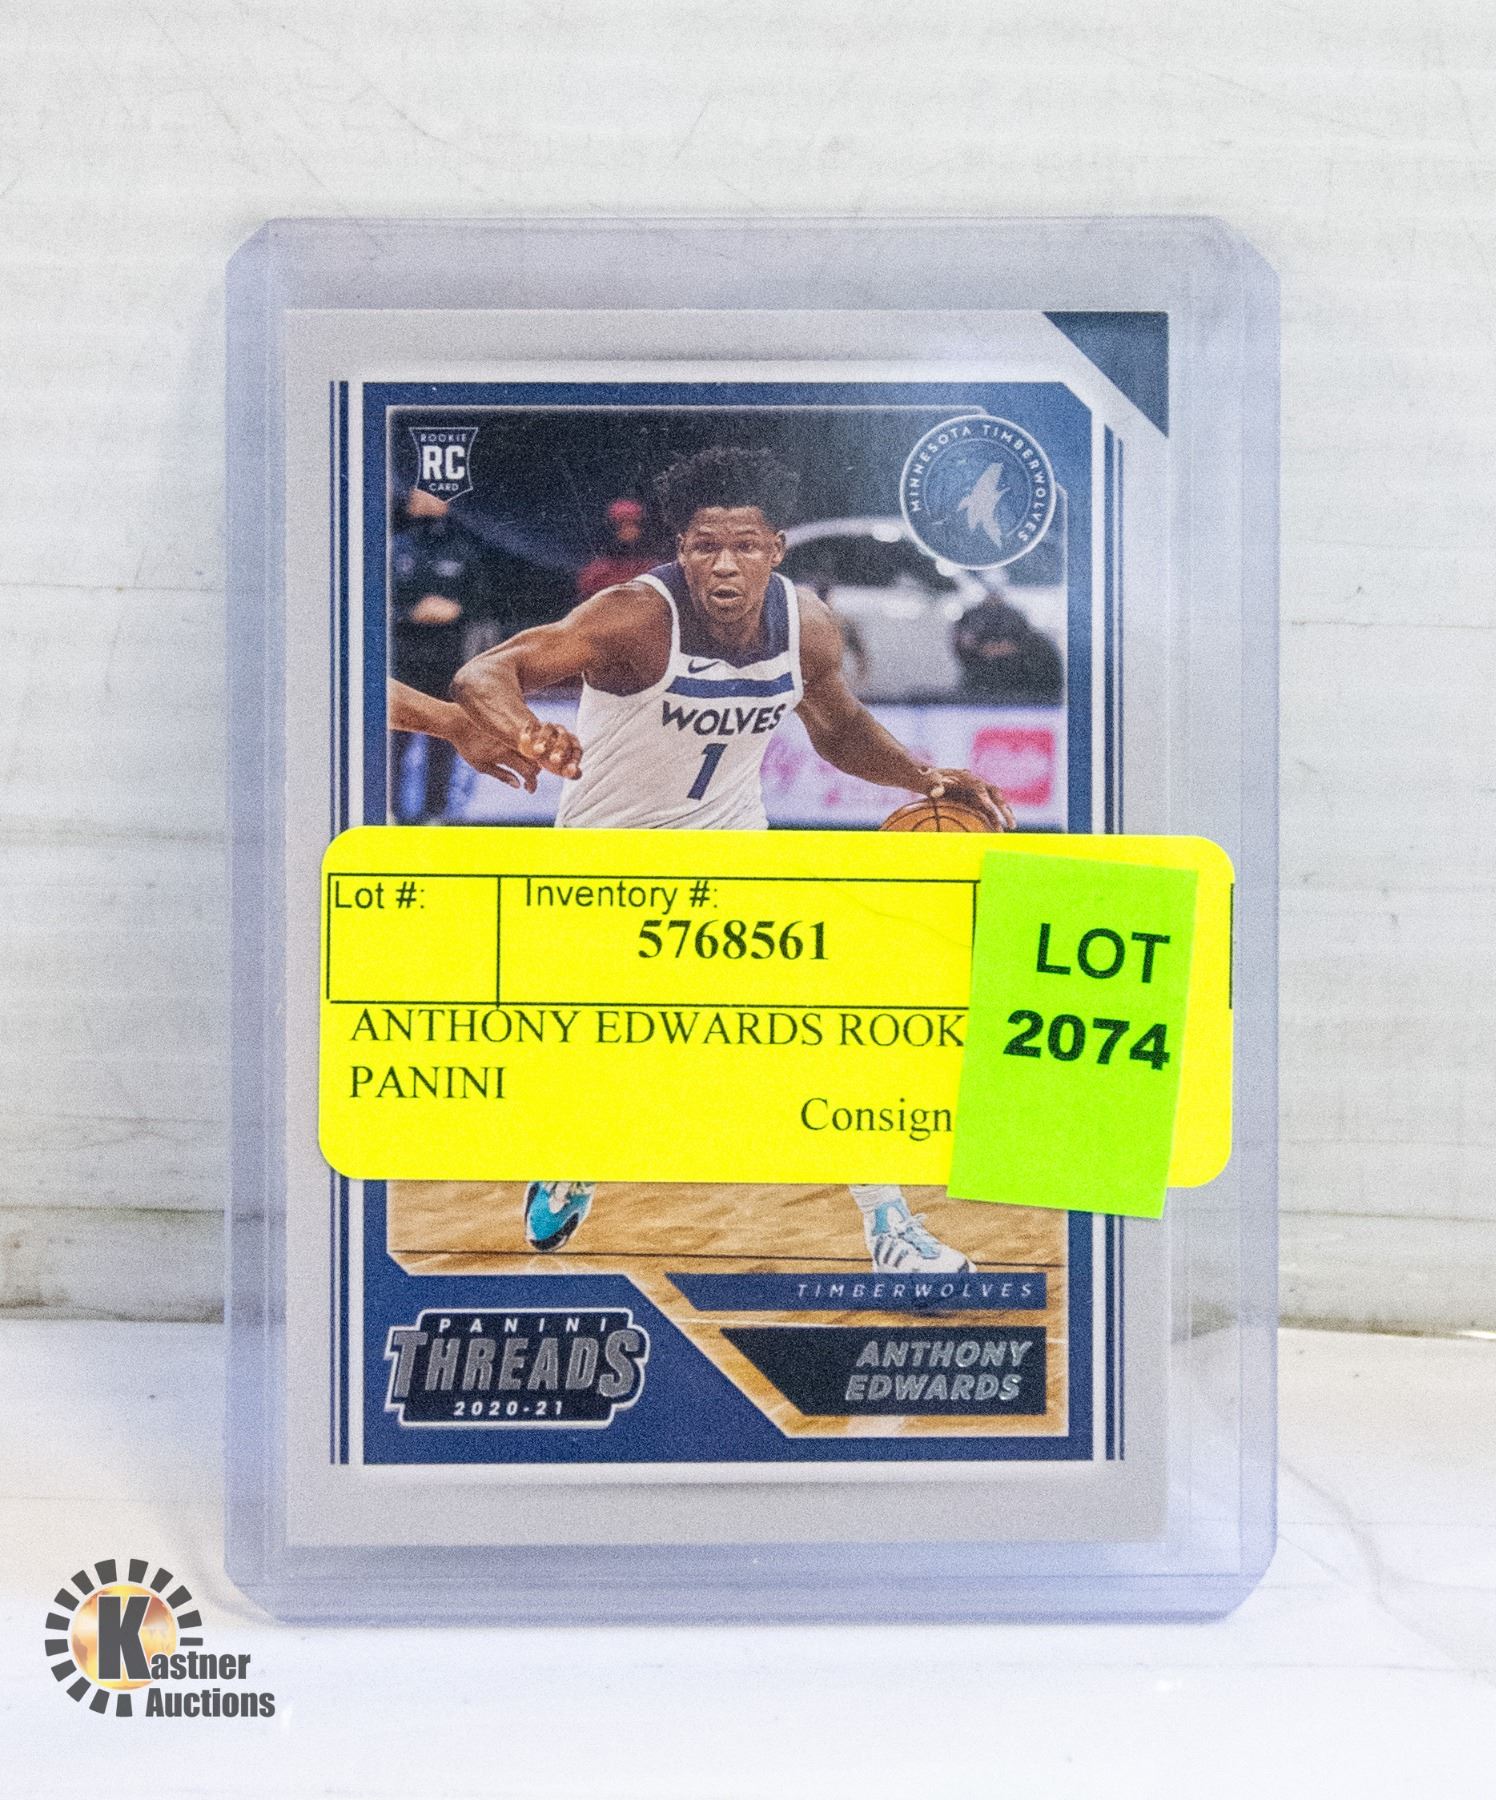 ROOKIE
RC
CARD
MINNESOTA TIMBERWOLVES
WOLVES
1
Lot #:
Inventory #:
5768561
LOT
2074
ANTHONY EDWARDS ROOK
PANINI
Consign
TIMBERWOLVES
PANINI
THREADS
2020-21
ANTHONY
EDWARDS
Kastner
Auctions